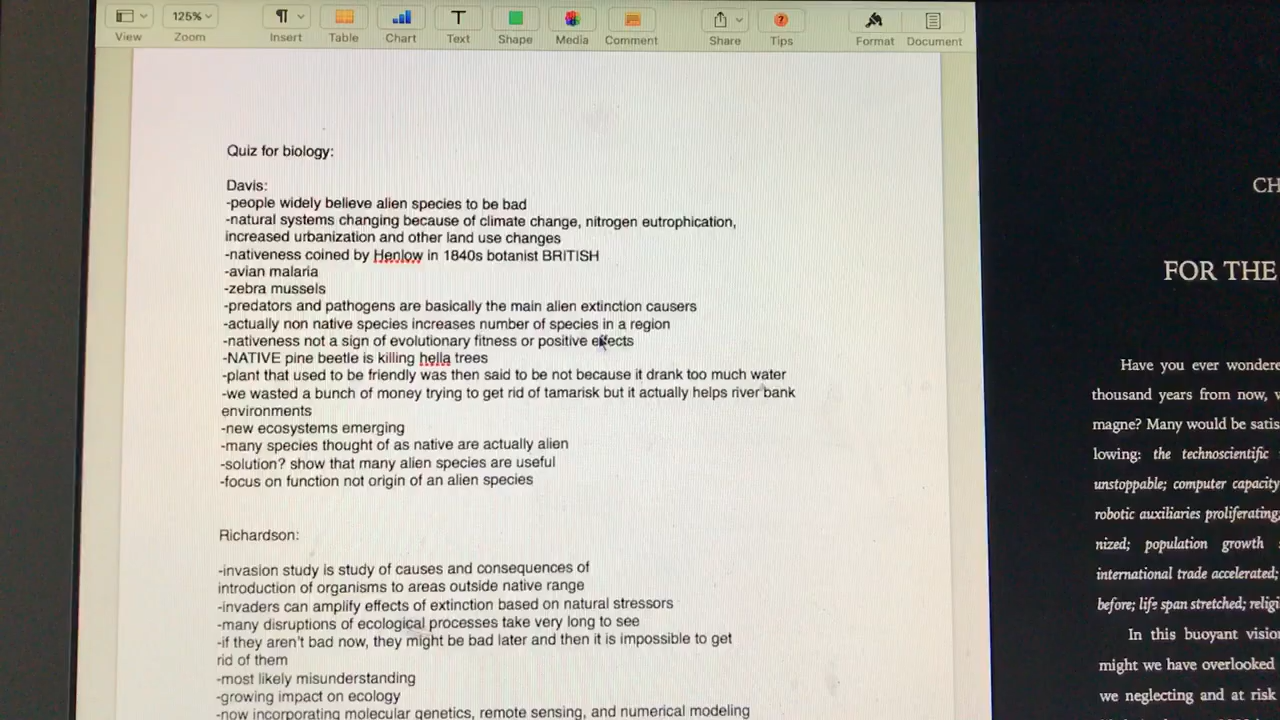 View
125%
Zoom
Insert
Table
Chart
Text
Shape
Media
Comment
Share
Tips
Format
Document
Quiz for biology:
Davis:
-people widely believe alien species to be bad
-natural systems changing because of climate change, nitrogen eutrophication,
increased urbanization and other land use changes
-nativeness coined by Henlow in 1840s botanist BRITISH
-avian malaria
-zebra mussels
-predators and pathogens are basically the main alien extinction causers
-actually non native species increases number of species in a region
-nativeness not a sign of evolutionary fitness or positive effects
-NATIVE pine beetle is killing hella trees
-plant that used to be friendly was then said to be not because it drank too much water
-we wasted a bunch of money trying to get rid of tamarisk but it actually helps river bank
environments
-new ecosystems emerging
-many species thought of as native are actually alien
-solution? show that many alien species are useful
-focus on function not origin of an alien species
Richardson:
-invasion study is study of causes and consequences of
introduction of organisms to areas outside native range
-invaders can amplify effects of extinction based on natural stressors
-many disruptions of ecological processes take very long to see
-if they aren't bad now, they might be bad later and then it is impossible to get
rid of them
-most likely misunderstanding
-growing impact on ecology
-now incorporating molecular genetics, remote sensing, and numerical modeling
CH
FOR THE
Have you ever wondere
thousand years from now, v
magne? Many would be satis
lowing: the technoscientific
unstoppable; computer capacity
robotic auxiliaries proliferating;
nized; population growth
international trade accelerated;
before; life span stretched; religi
In this buoyant visio
might we have overlooked
we neglecting and at risk